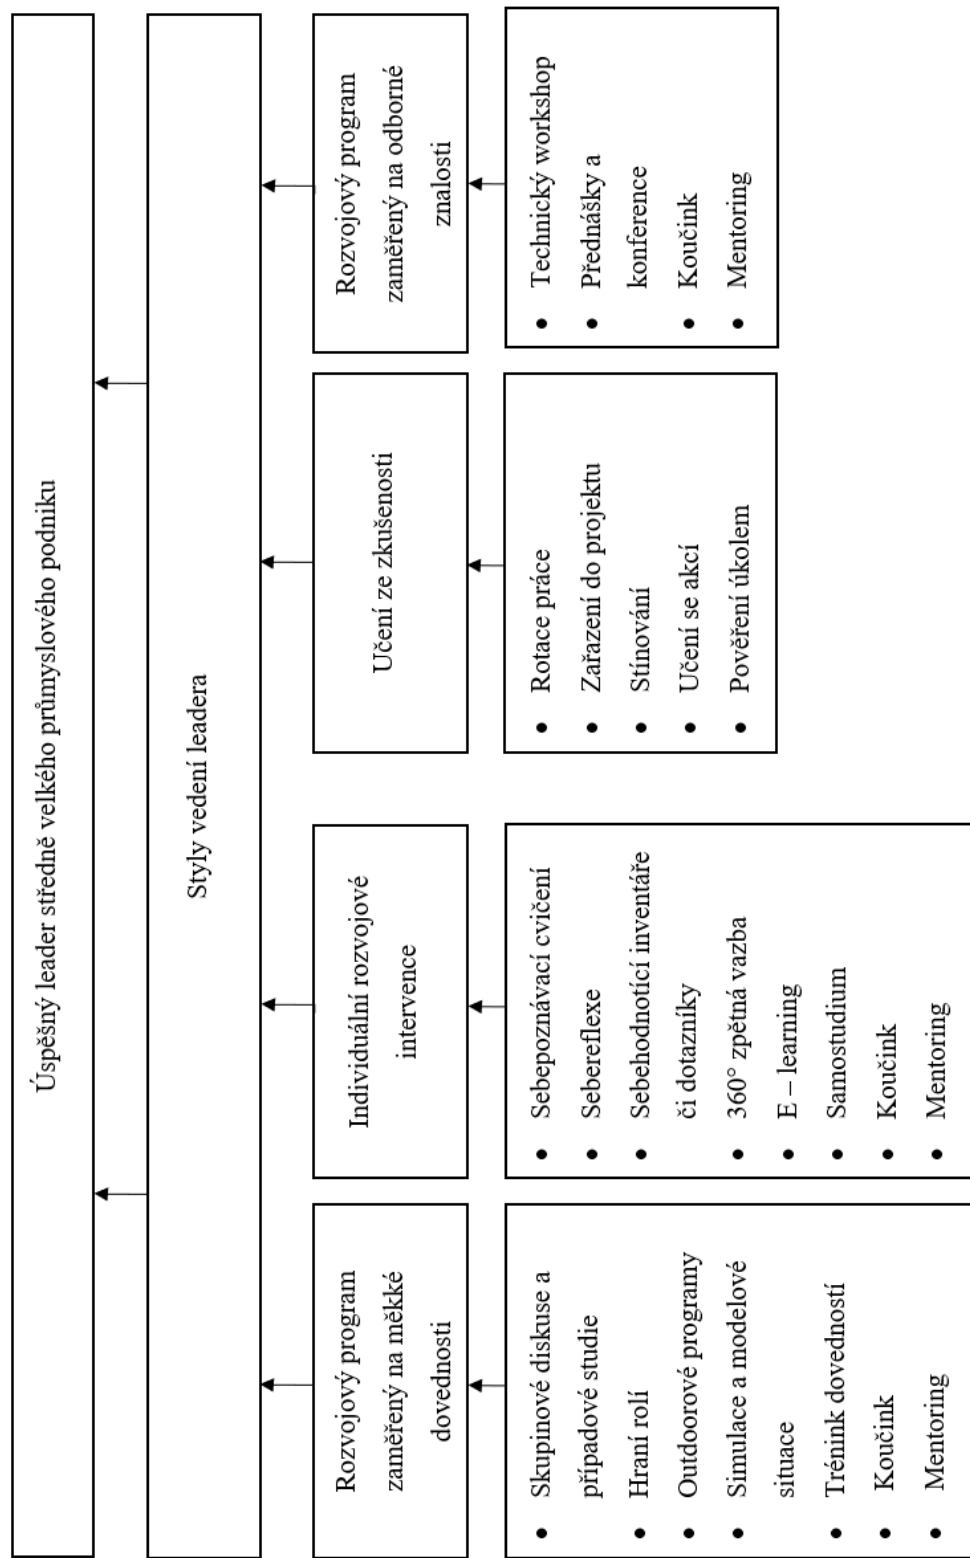 Úspěšný leader středně velkého průmyslového podniku
Styly vedení leadera
Rozvojový program
zaměřený na měkké
dovednosti
Individuální rozvojové
intervence
Učení ze zkušenosti
Rozvojový program
zaměřený na odborné
znalosti
• Skupinové diskuse a
případové studie
• Hraní rolí
• Outdoorové programy
• Simulace a modelové
situace
• Trénink dovedností
• Koučink
• Mentoring
• Sebepoznávací cvičení
• Sebereflexe
• Sebehodnotící inventáře
či dotazníky
• 360° zpětná vazba
• E – learning
• Samostudium
• Koučink
• Mentoring
• Rotace práce
• Zařazení do projektu
• Stínování
• Učení se akcí
• Pověření úkolem
• Technický workshop
• Přednášky a
konference
• Koučink
• Mentoring